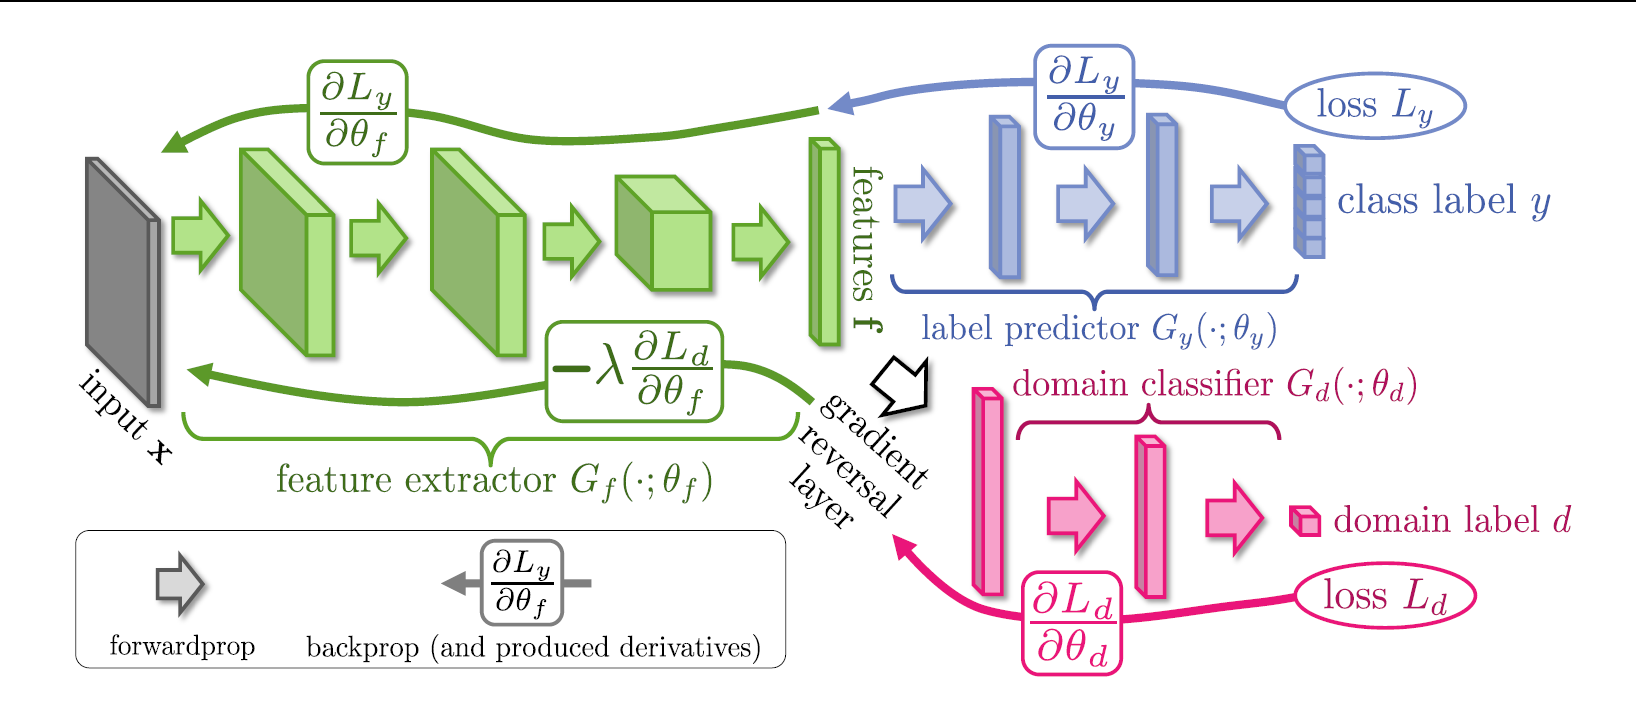 ∂L_y/∂θ_f
∂L_y/∂θ_y
loss L_y
features f
class label y
label predictor G_y(·; θ_y)
input x
−λ ∂L_d/∂θ_f
feature extractor G_f(·; θ_f)
gradient
reversal
layer
domain classifier G_d(·; θ_d)
domain label d
∂L_d/∂θ_d
loss L_d
forwardprop
∂L_y/∂θ_f
backprop (and produced derivatives)